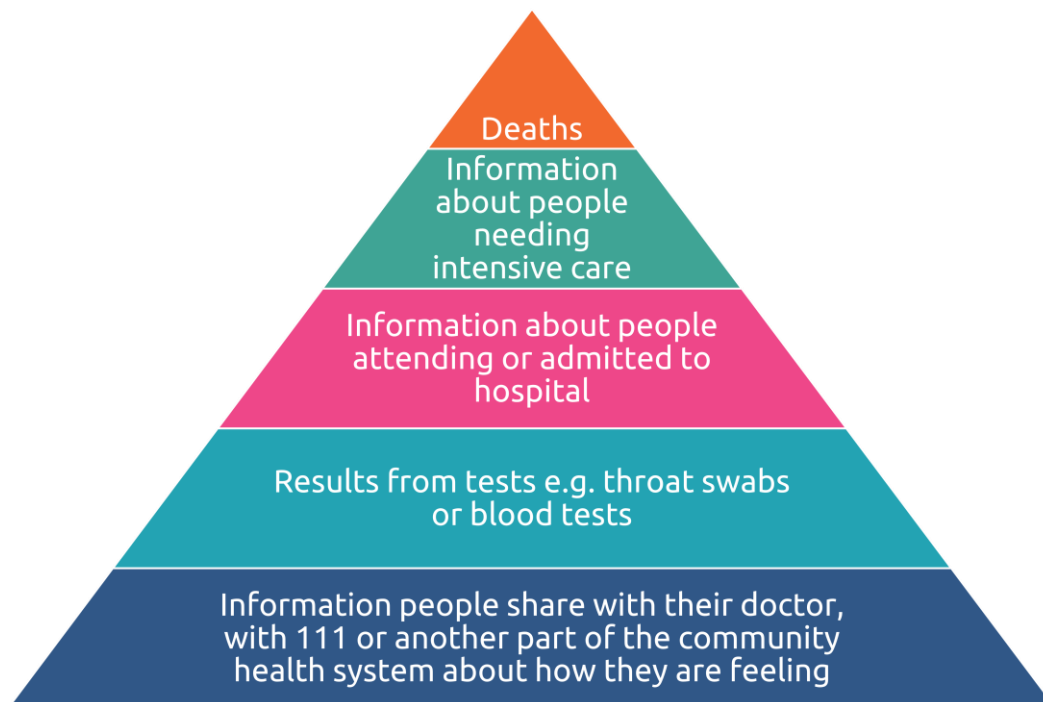 Deaths
Information
about people
needing
intensive care
Information about people
attending or admitted to
hospital
Results from tests e.g. throat swabs
or blood tests
Information people share with their doctor,
with 111 or another part of the community
health system about how they are feeling